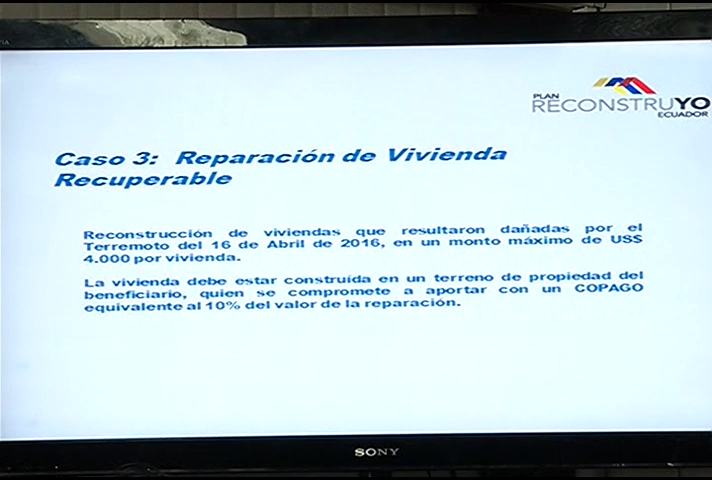 PLAN
RECONSTRUYO
ECUADOR
Caso 3: Reparación de Vivienda
Recuperable
Reconstrucción de viviendas que resultaron dañadas por el
Terremoto del 16 de Abril de 2016, en un monto máximo de US$
4.000 por vivienda.
La vivienda debe estar construída en un terreno de propiedad del
beneficiario, quien se compromete a aportar con un COPAGO
equivalente al 10% del valor de la reparación.
SONY